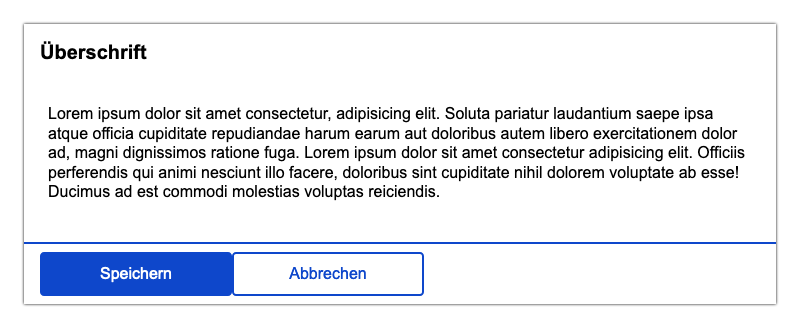 Überschrift
Lorem ipsum dolor sit amet consectetur, adipisicing elit. Soluta pariatur laudantium saepe ipsa
atque officia cupiditate repudiandae harum earum aut doloribus autem libero exercitationem dolor
ad, magni dignissimos ratione fuga. Lorem ipsum dolor sit amet consectetur adipisicing elit. Officiis
perferendis qui animi nesciunt illo facere, doloribus sint cupiditate nihil dolorem voluptate ab esse!
Ducimus ad est commodi molestias voluptas reiciendis.
Speichern Abbrechen